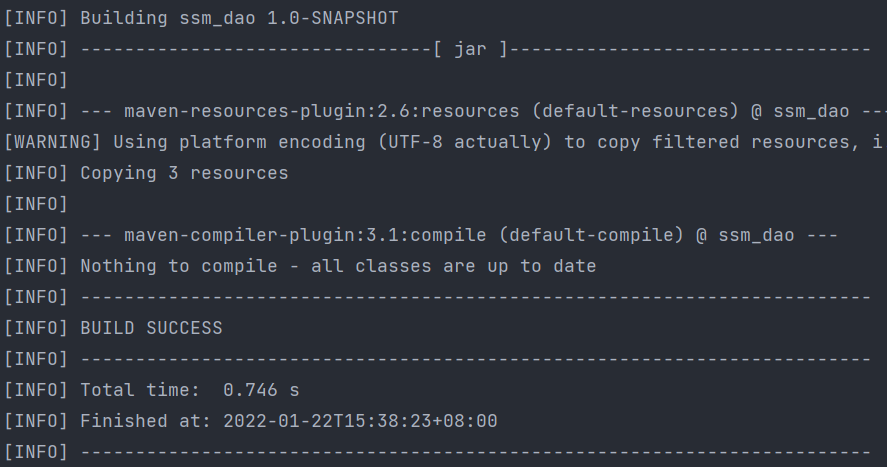 [INFO] Building ssm_dao 1.0-SNAPSHOT
[INFO] --------------------------------[ jar ]---------------------------------
[INFO]
[INFO] --- maven-resources-plugin:2.6:resources (default-resources) @ ssm_dao ---
[WARNING] Using platform encoding (UTF-8 actually) to copy filtered resources, i
[INFO] Copying 3 resources
[INFO]
[INFO] --- maven-compiler-plugin:3.1:compile (default-compile) @ ssm_dao ---
[INFO] Nothing to compile - all classes are up to date
[INFO] ------------------------------------------------------------------------
[INFO] BUILD SUCCESS
[INFO] ------------------------------------------------------------------------
[INFO] Total time:  0.746 s
[INFO] Finished at: 2022-01-22T15:38:23+08:00
[INFO] ------------------------------------------------------------------------